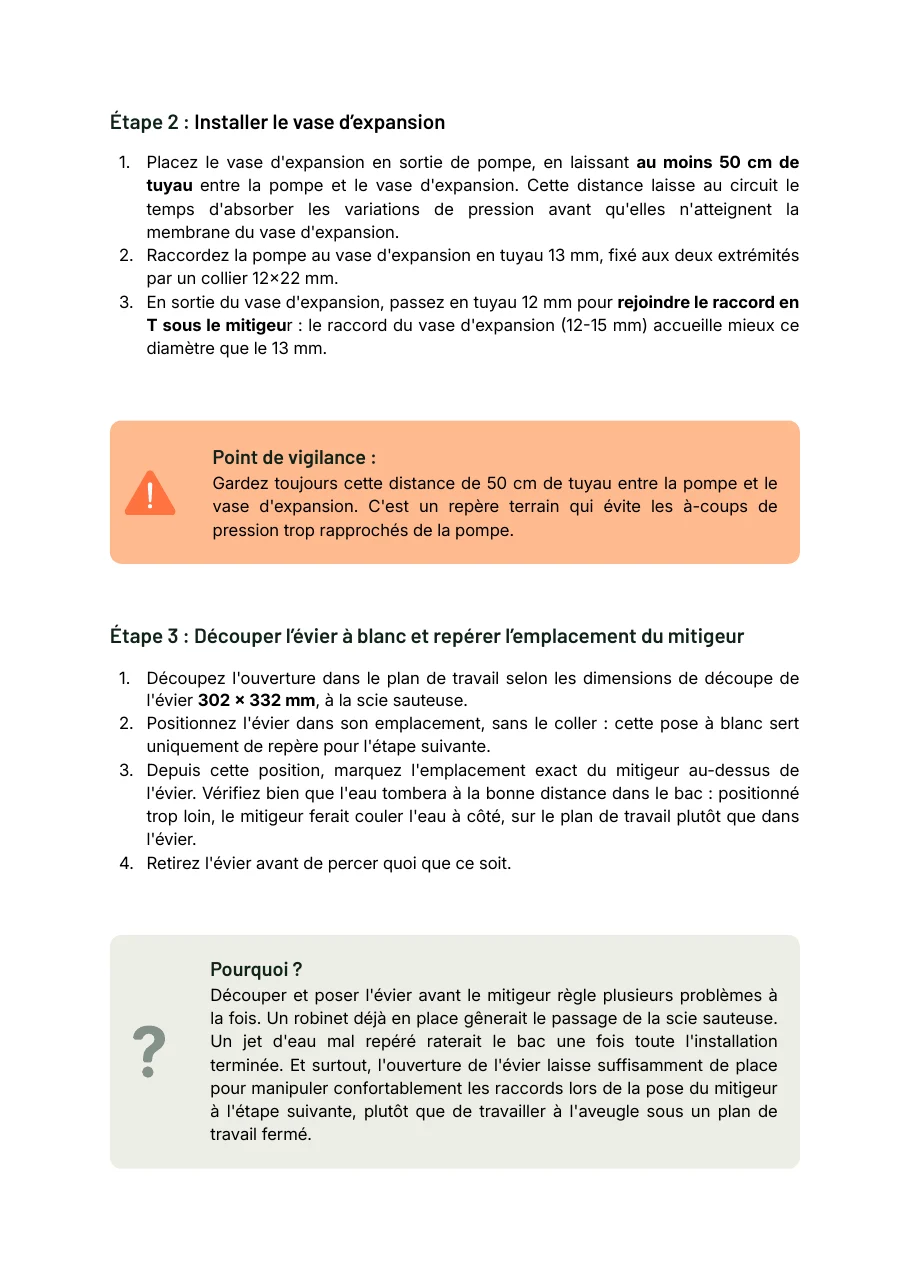 Étape 2 : Installer le vase d’expansion
1. Placez le vase d'expansion en sortie de pompe, en laissant au moins 50 cm de
tuyau entre la pompe et le vase d'expansion. Cette distance laisse au circuit le
temps d'absorber les variations de pression avant qu'elles n'atteignent la
membrane du vase d'expansion.
2. Raccordez la pompe au vase d'expansion en tuyau 13 mm, fixé aux deux extrémités
par un collier 12×22 mm.
3. En sortie du vase d'expansion, passez en tuyau 12 mm pour rejoindre le raccord en
T sous le mitigeur : le raccord du vase d'expansion (12-15 mm) accueille mieux ce
diamètre que le 13 mm.
Point de vigilance :
Gardez toujours cette distance de 50 cm de tuyau entre la pompe et le
vase d'expansion. C'est un repère terrain qui évite les à-coups de
pression trop rapprochés de la pompe.
Étape 3 : Découper l’évier à blanc et repérer l’emplacement du mitigeur
1. Découpez l'ouverture dans le plan de travail selon les dimensions de découpe de
l'évier 302 × 332 mm, à la scie sauteuse.
2. Positionnez l'évier dans son emplacement, sans le coller : cette pose à blanc sert
uniquement de repère pour l'étape suivante.
3. Depuis cette position, marquez l'emplacement exact du mitigeur au-dessus de
l'évier. Vérifiez bien que l'eau tombera à la bonne distance dans le bac : positionné
trop loin, le mitigeur ferait couler l'eau à côté, sur le plan de travail plutôt que dans
l'évier.
4. Retirez l'évier avant de percer quoi que ce soit.
Pourquoi ?
Découper et poser l'évier avant le mitigeur règle plusieurs problèmes à
la fois. Un robinet déjà en place gênerait le passage de la scie sauteuse.
Un jet d'eau mal repéré raterait le bac une fois toute l'installation
terminée. Et surtout, l'ouverture de l'évier laisse suffisamment de place
pour manipuler confortablement les raccords lors de la pose du mitigeur
à l'étape suivante, plutôt que de travailler à l'aveugle sous un plan de
travail fermé.